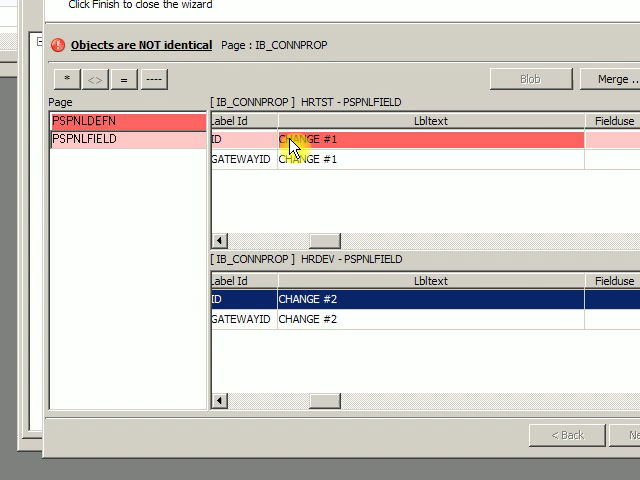 Click Finish to close the wizard
Objects are NOT identical Page : IB_CONNPROP
* <> = ---- Blob Merge ..
Page [ IB_CONNPROP ] HRTST - PSPNLFIELD
PSPNLDEFN
PSPNLFIELD
Label Id Lbltext Fielduse
ID CHANGE #1
GATEWAYID CHANGE #1
[ IB_CONNPROP ] HRDEV - PSPNLFIELD
Label Id Lbltext Fielduse
ID CHANGE #2
GATEWAYID CHANGE #2
< Back Ne